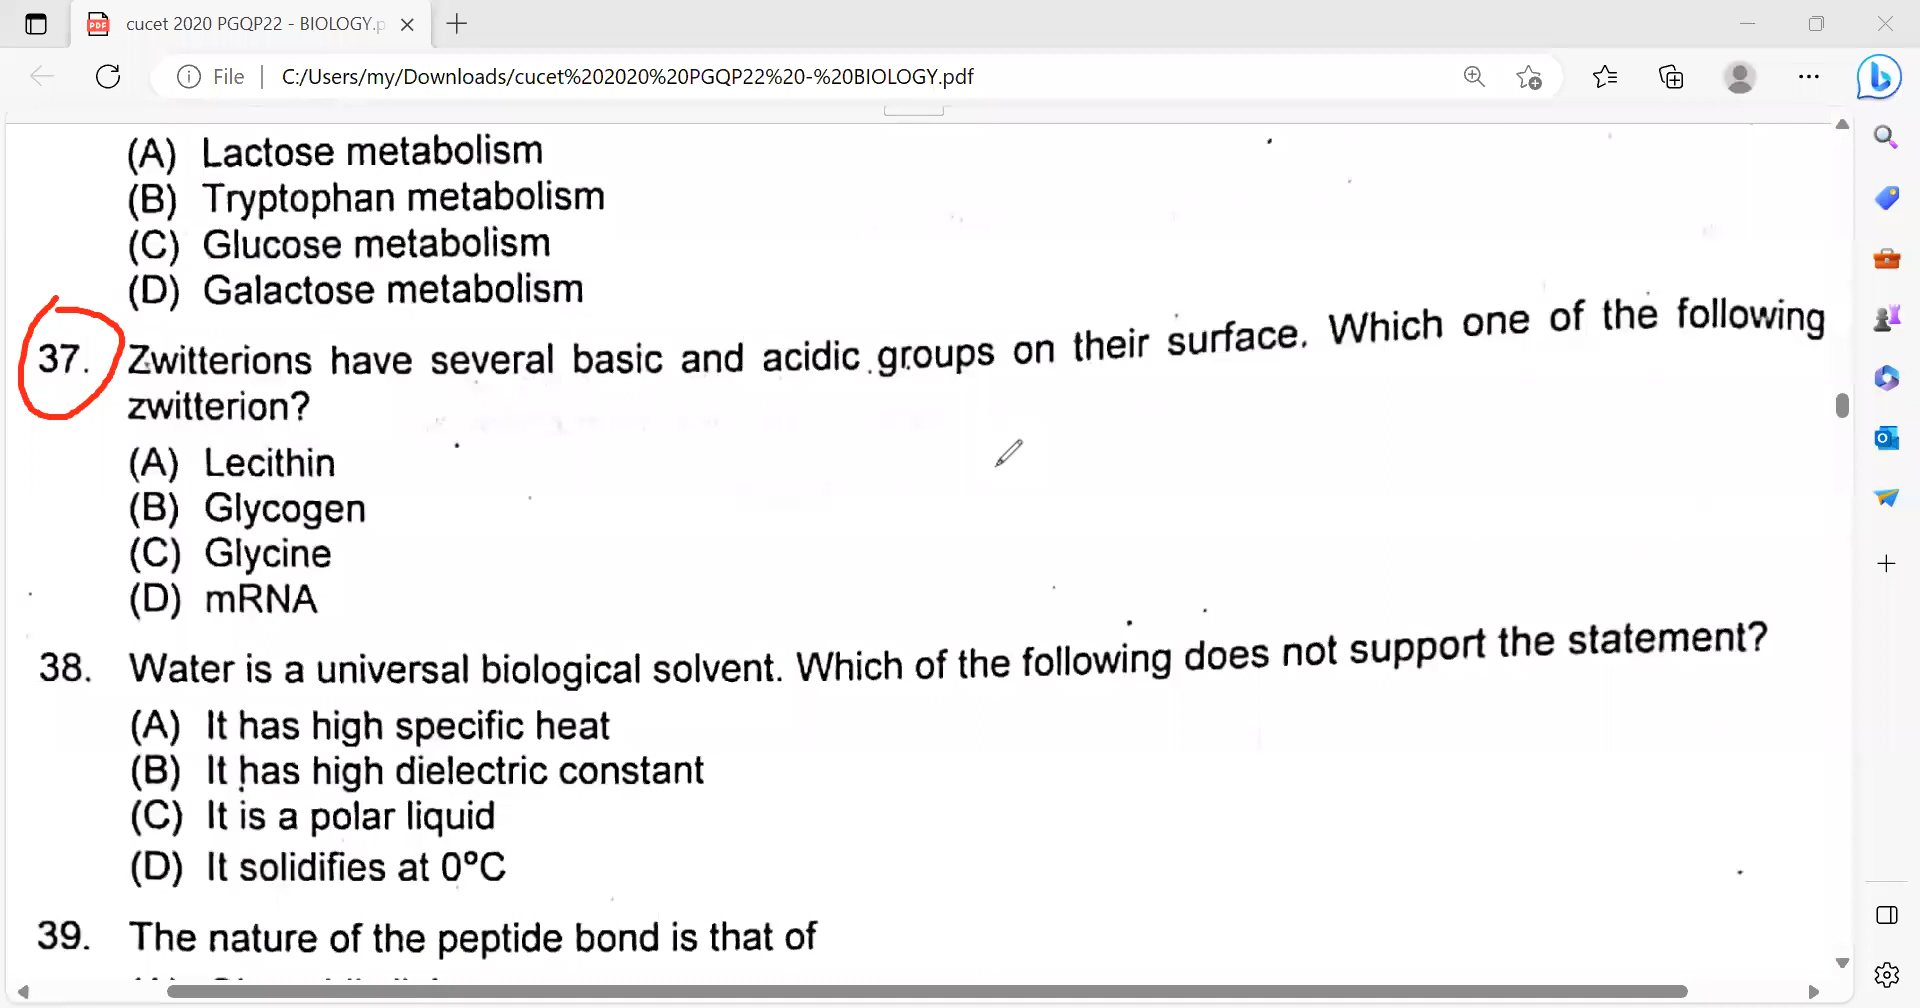 cucet 2020 PGQP22 - BIOLOGY.p
File
C:/Users/my/Downloads/cucet%202020%20PGQP22%20-%20BIOLOGY.pdf
(A) Lactose metabolism
(B) Tryptophan metabolism
(C) Glucose metabolism
(D) Galactose metabolism
37. Zwitterions have several basic and acidic groups on their surface. Which one of the following
zwitterion?
(A) Lecithin
(B) Glycogen
(C) Glycine
(D) mRNA
38. Water is a universal biological solvent. Which of the following does not support the statement?
(A) It has high specific heat
(B) It has high dielectric constant
(C) It is a polar liquid
(D) It solidifies at 0°C
39. The nature of the peptide bond is that of